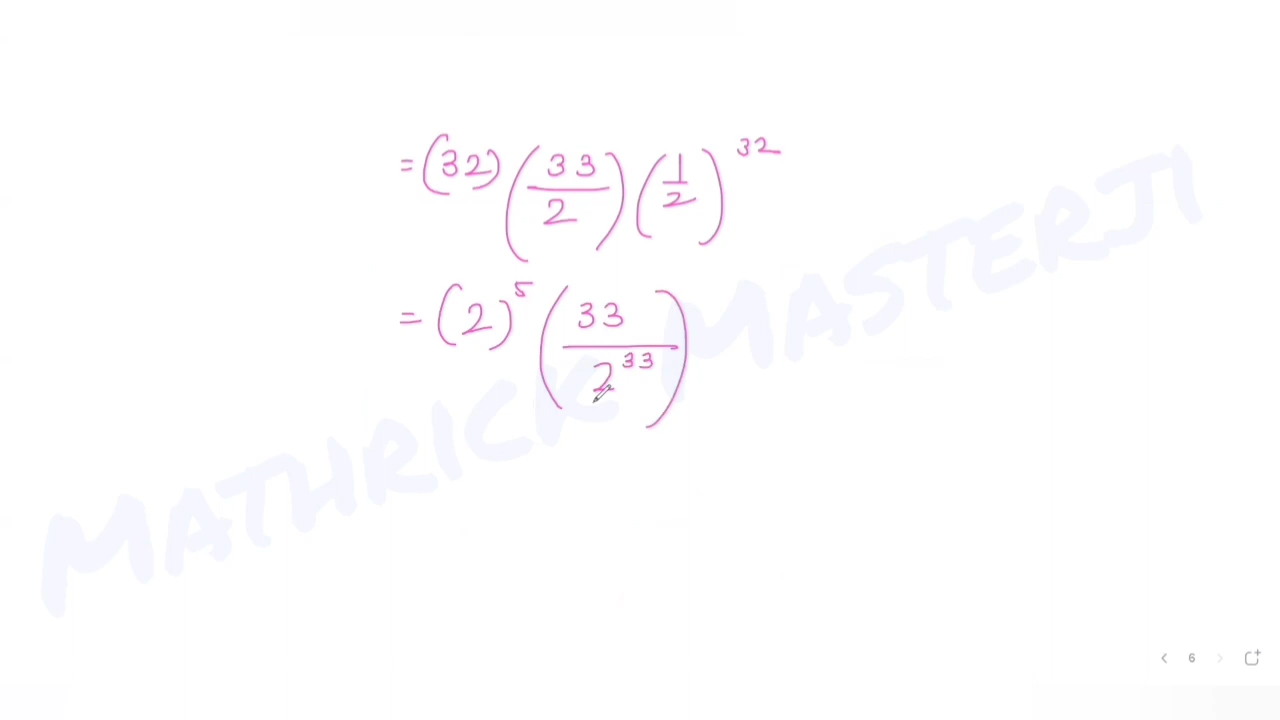 = (32) (33/2) (1/2)^32
= (2)^5 (33/2^33)
MATHRICK MASTERJI
< 6 >